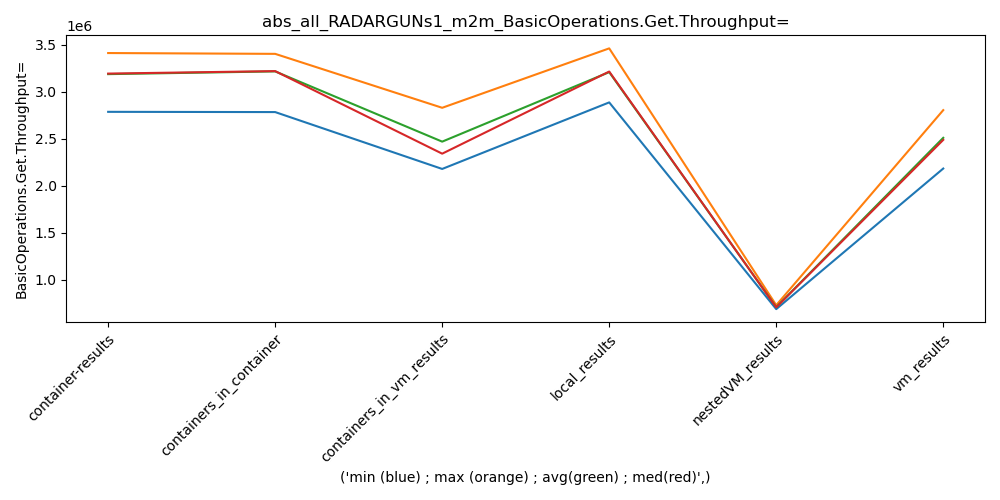 abs_all_RADARGUNs1_m2m_BasicOperations.Get.Throughput=
1e6
3.5
3.0
2.5
2.0
1.5
1.0
BasicOperations.Get.Throughput=
container-results
containers_in_container
containers_in_vm_results
local_results
nestedVM_results
vm_results
('min (blue) ; max (orange) ; avg(green) ; med(red)',)